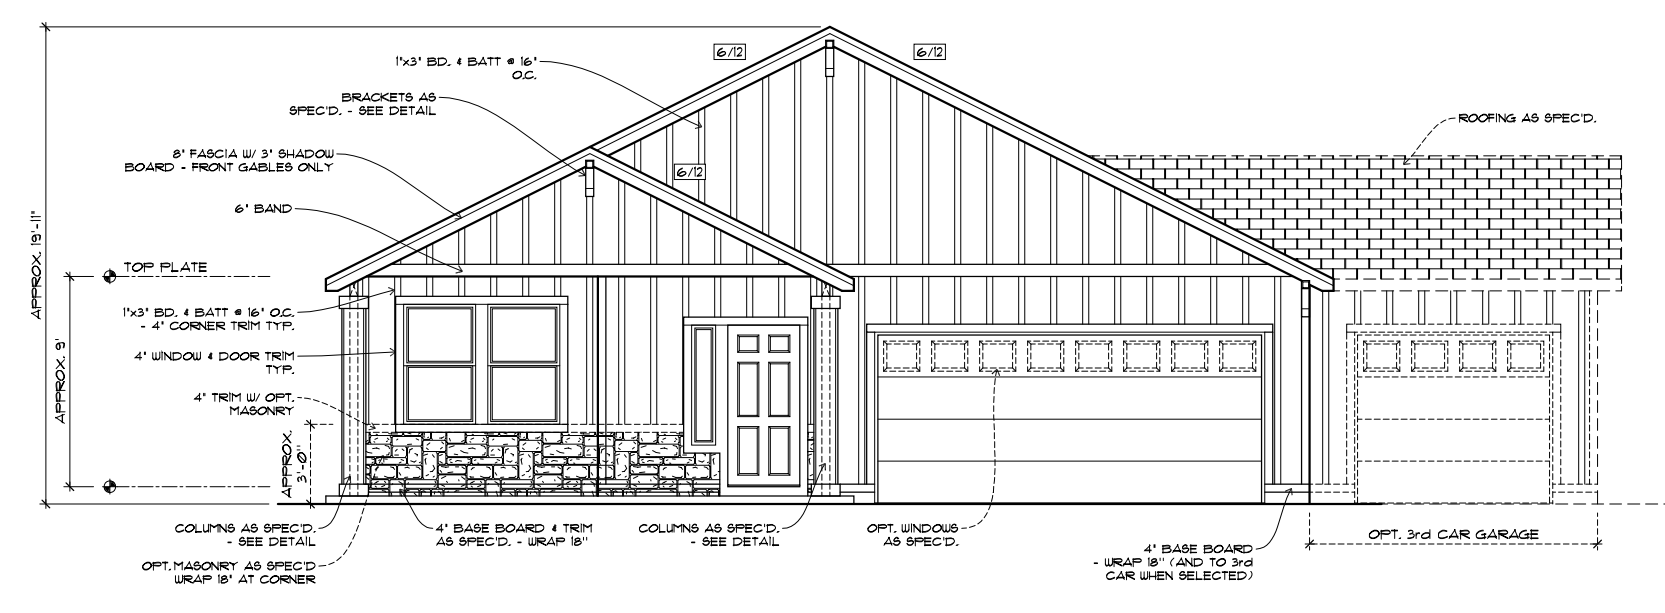 6/12
6/12
1"x3" BD. & BATT @ 16"
O.C.
BRACKETS AS
SPEC'D. - SEE DETAIL
ROOFING AS SPEC'D.
8" FASCIA W/ 3" SHADOW
BOARD - FRONT GABLES ONLY
6/12
6" BAND
APPROX. 19'-11"
TOP PLATE
1"x3" BD. & BATT @ 16" O.C.
- 4" CORNER TRIM TYP.
4" WINDOW & DOOR TRIM
TYP.
APPROX. 9'
4" TRIM W/ OPT.
MASONRY
APPROX.
3'-0"
COLUMNS AS SPEC'D.
- SEE DETAIL
4" BASE BOARD & TRIM
AS SPEC'D. - WRAP 18"
COLUMNS AS SPEC'D.
- SEE DETAIL
OPT. WINDOWS
AS SPEC'D.
OPT. 3rd CAR GARAGE
OPT. MASONRY AS SPEC'D
WRAP 18" AT CORNER
4" BASE BOARD
- WRAP 18" (AND TO 3rd
CAR WHEN SELECTED)